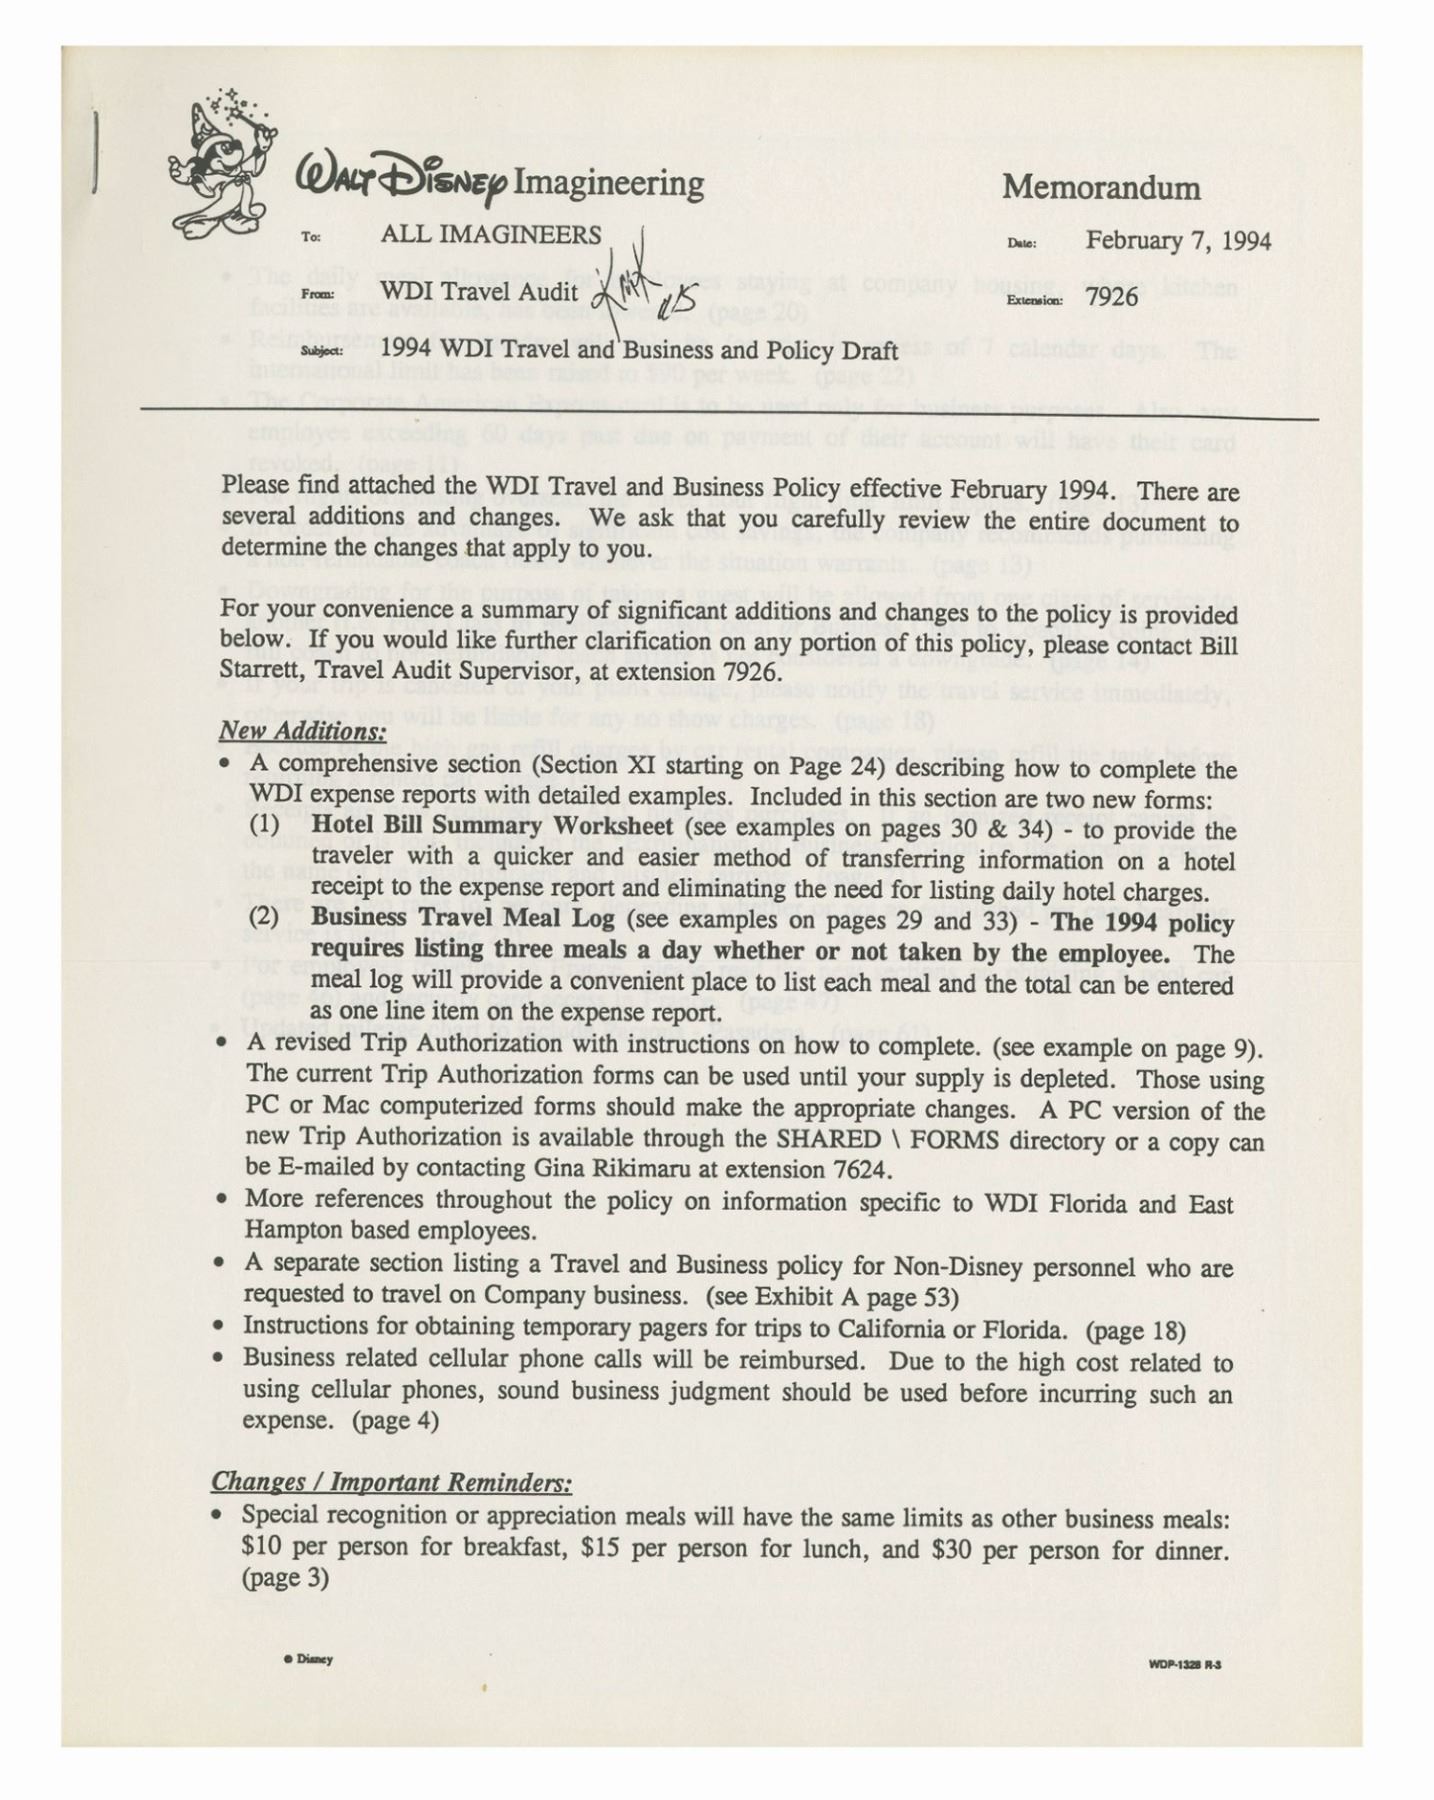 WALT DISNEY Imagineering
Memorandum
To: ALL IMAGINEERS
Date: February 7, 1994
From: WDI Travel Audit
Extension: 7926
Subject: 1994 WDI Travel and Business and Policy Draft
Please find attached the WDI Travel and Business Policy effective February 1994. There are
several additions and changes. We ask that you carefully review the entire document to
determine the changes that apply to you.
For your convenience a summary of significant additions and changes to the policy is provided
below. If you would like further clarification on any portion of this policy, please contact Bill
Starrett, Travel Audit Supervisor, at extension 7926.
New Additions:
• A comprehensive section (Section XI starting on Page 24) describing how to complete the
WDI expense reports with detailed examples. Included in this section are two new forms:
(1) Hotel Bill Summary Worksheet (see examples on pages 30 & 34) - to provide the
traveler with a quicker and easier method of transferring information on a hotel
receipt to the expense report and eliminating the need for listing daily hotel charges.
(2) Business Travel Meal Log (see examples on pages 29 and 33) - The 1994 policy
requires listing three meals a day whether or not taken by the employee. The
meal log will provide a convenient place to list each meal and the total can be entered
as one line item on the expense report.
• A revised Trip Authorization with instructions on how to complete. (see example on page 9).
The current Trip Authorization forms can be used until your supply is depleted. Those using
PC or Mac computerized forms should make the appropriate changes. A PC version of the
new Trip Authorization is available through the SHARED \ FORMS directory or a copy can
be E-mailed by contacting Gina Rikimaru at extension 7624.
• More references throughout the policy on information specific to WDI Florida and East
Hampton based employees.
• A separate section listing a Travel and Business policy for Non-Disney personnel who are
requested to travel on Company business. (see Exhibit A page 53)
• Instructions for obtaining temporary pagers for trips to California or Florida. (page 18)
• Business related cellular phone calls will be reimbursed. Due to the high cost related to
using cellular phones, sound business judgment should be used before incurring such an
expense. (page 4)
Changes / Important Reminders:
• Special recognition or appreciation meals will have the same limits as other business meals:
$10 per person for breakfast, $15 per person for lunch, and $30 per person for dinner.
(page 3)
© Disney
WDP-1328 R-3